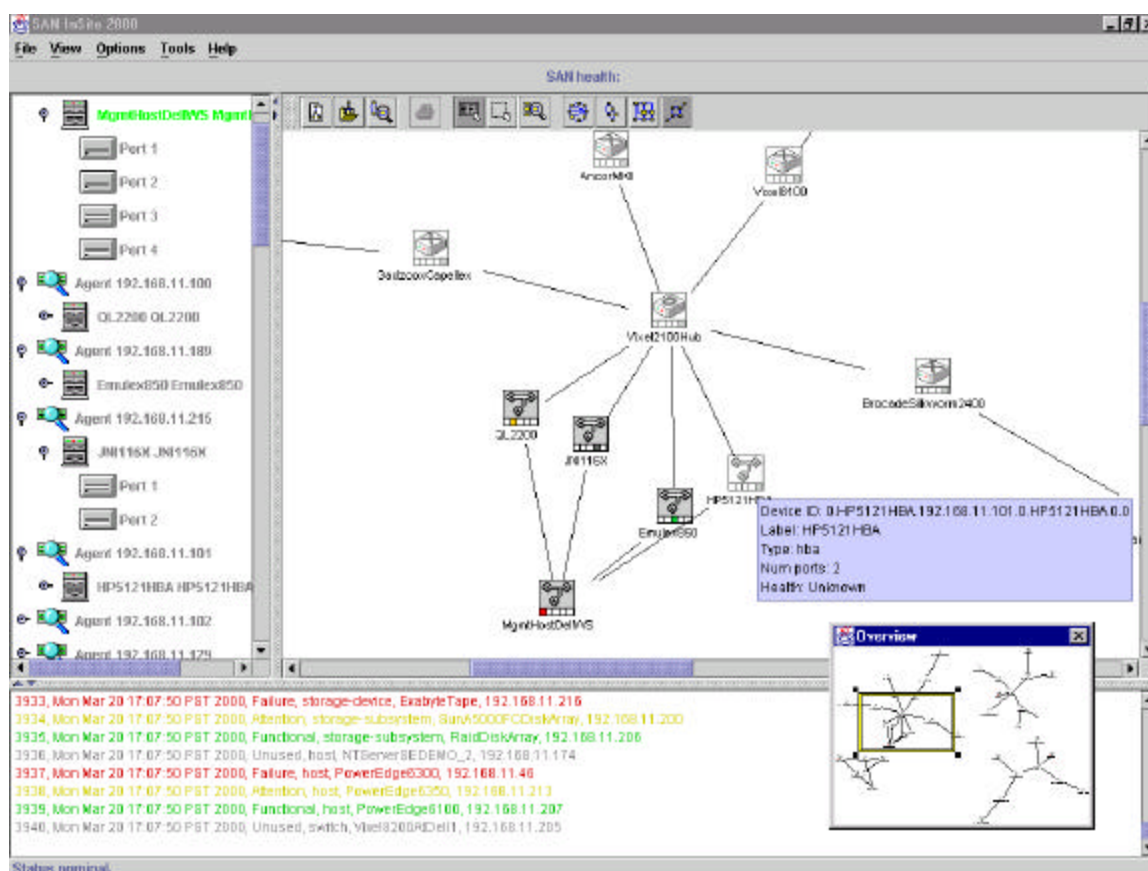 SAN InSite 2000
File View Options Tools Help
SAN health:
MgmtHostDellWS MgmtH
Port 1
Port 2
Port 3
Port 4
Agent 192.168.11.100
QL2200 QL2200
Agent 192.168.11.189
Emulex850 Emulex850
Agent 192.168.11.215
JNI116X JNI116X
Port 1
Port 2
Agent 192.168.11.101
HP5121HBA HP5121HBA
Agent 192.168.11.102
Agent 192.168.11.129
AncorMKII
Vixel8100
GadzooxCapellex
Vixel2100Hub
BrocadeSilkworm2400
QL2200
JNI116X
HP5121HBA
Emulex850
MgmtHostDellWS
Device ID: 0.HP5121HBA.192.168.11.101.0.HP5121HBA.0.0
Label: HP5121HBA
Type: hba
Num ports: 2
Health: Unknown
Overview
3933, Mon Mar 20 17:07:50 PST 2000, Failure, storage-device, ExabyteTape, 192.168.11.216
3934, Mon Mar 20 17:07:50 PST 2000, Attention, storage-subsystem, SunA5000FCDiskArray, 192.168.11.200
3935, Mon Mar 20 17:07:50 PST 2000, Functional, storage-subsystem, RaidDiskArray, 192.168.11.206
3936, Mon Mar 20 17:07:50 PST 2000, Unused, host, NTServerSEDEMO_2, 192.168.11.174
3937, Mon Mar 20 17:07:50 PST 2000, Failure, host, PowerEdge6300, 192.168.11.46
3938, Mon Mar 20 17:07:50 PST 2000, Attention, host, PowerEdge6350, 192.168.11.213
3939, Mon Mar 20 17:07:50 PST 2000, Functional, host, PowerEdge6100, 192.168.11.207
3940, Mon Mar 20 17:07:50 PST 2000, Unused, switch, 192.168.11.205
Status nominal.